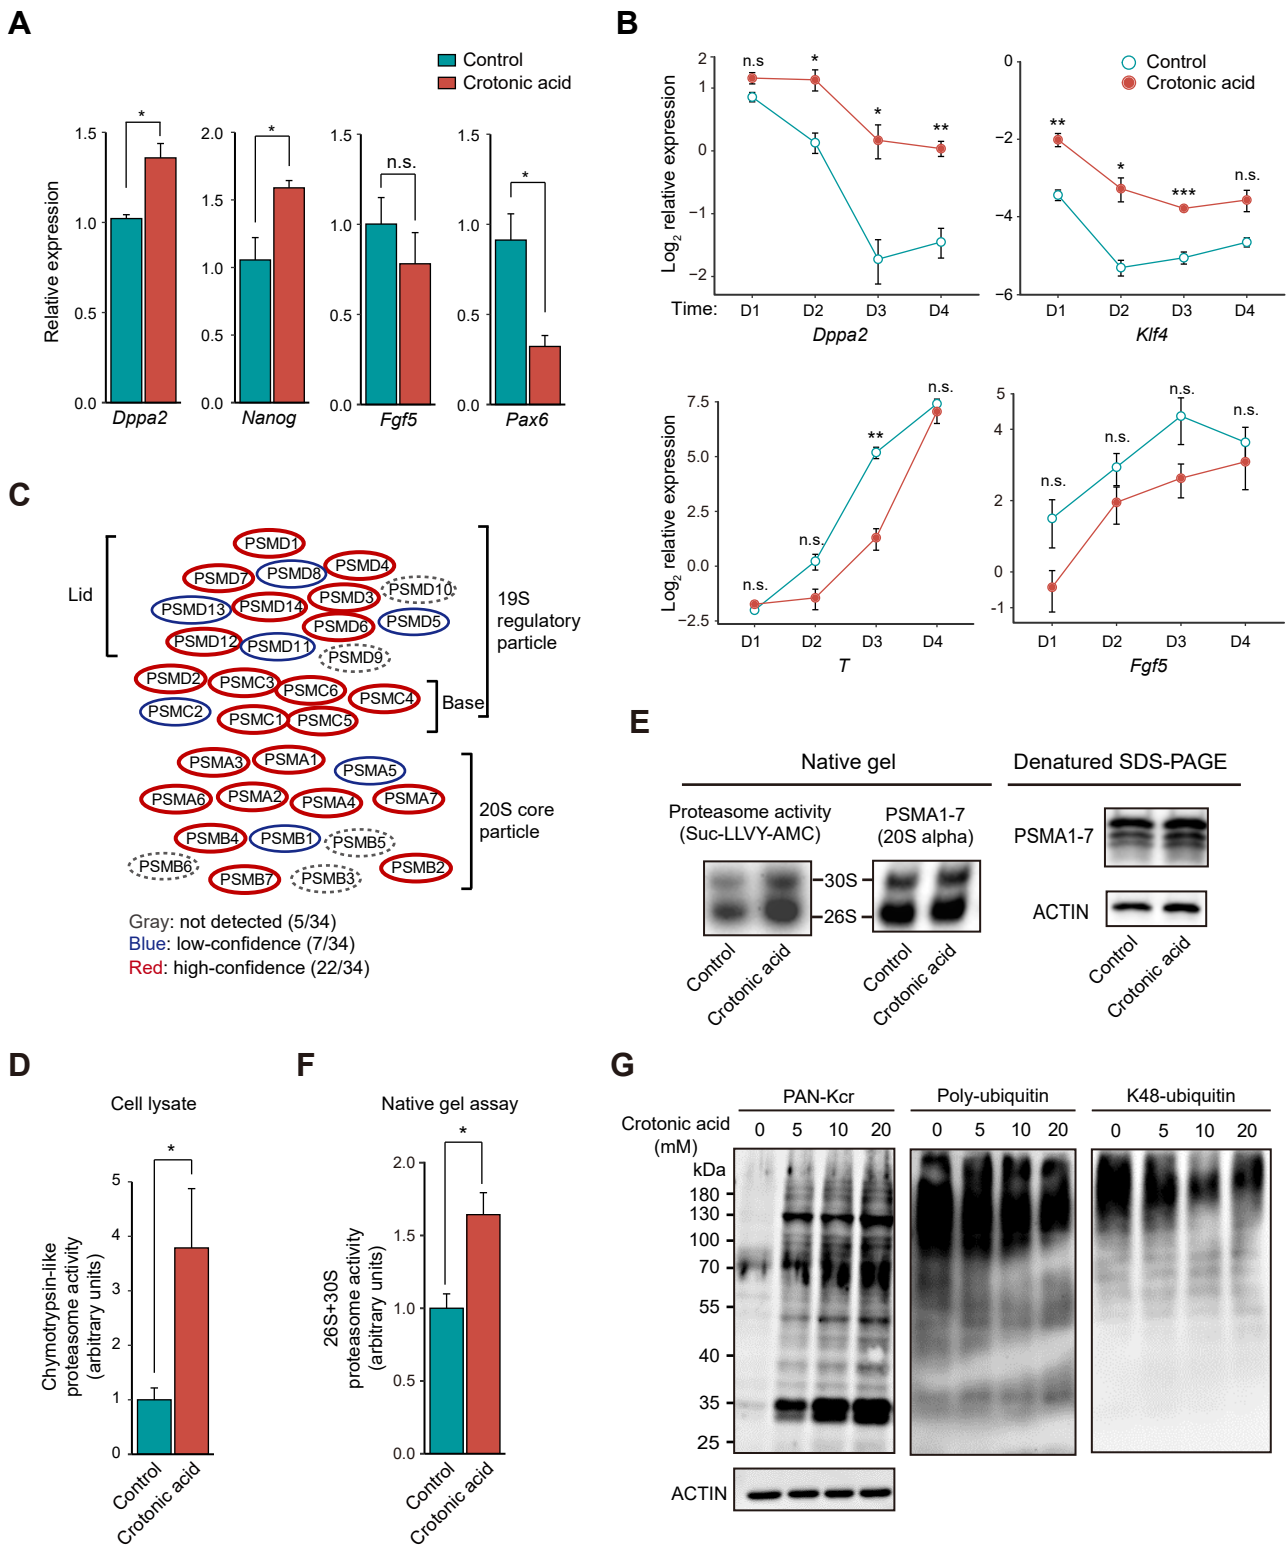 A
Control
Crotonic acid
Relative expression
1.5
1.0
0.5
0.0
*
Dppa2
2.0
1.5
1.0
0.5
0.0
*
Nanog
1.5
1.0
0.5
0.0
n.s.
Fgf5
1.5
1.0
0.5
0.0
*
Pax6
B
Log2 relative expression
2
1
0
−1
−2
n.s
*
*
**
Time:
D1 D2 D3 D4
Dppa2
Control
Crotonic acid
0
−2
−4
−6
**
*
***
n.s.
D1 D2 D3 D4
Klf4
Log2 relative expression
7.5
5.0
2.5
0.0
−2.5
n.s.
n.s.
**
n.s.
D1 D2 D3 D4
T
5
4
2
0
-1
n.s.
n.s.
n.s.
n.s.
D1 D2 D3 D4
Fgf5
C
Lid
PSMD1
PSMD7 PSMD8 PSMD4
PSMD10
PSMD13 PSMD14 PSMD3
PSMD5
PSMD12 PSMD11 PSMD6
PSMD9
19S
regulatory
particle
PSMD2 PSMC3 PSMC6 PSMC4
PSMC2 PSMC1 PSMC5
Base
PSMA3 PSMA1 PSMA5
PSMA6 PSMA2 PSMA4 PSMA7
PSMB4 PSMB1 PSMB5
PSMB6 PSMB7 PSMB3 PSMB2
20S core
particle
Gray: not detected (5/34)
Blue: low-confidence (7/34)
Red: high-confidence (22/34)
E
Native gel
Denatured SDS-PAGE
Proteasome activity
(Suc-LLVY-AMC)
PSMA1-7
(20S alpha)
30S
26S
Control
Crotonic acid
Control
Crotonic acid
PSMA1-7
ACTIN
Control
Crotonic acid
D
Cell lysate
Chymotrypsin-like
proteasome activity
(arbitrary units)
5
4
3
2
1
0
*
Control
Crotonic acid
F
Native gel assay
26S+30S
proteasome activity
(arbitrary units)
2.0
1.5
1.0
0.5
0.0
*
Control
Crotonic acid
G
PAN-Kcr
Poly-ubiquitin
K48-ubiquitin
Crotonic acid
(mM)
0 5 10 20
0 5 10 20
0 5 10 20
kDa
180
130
100
70
55
40
35
25
ACTIN